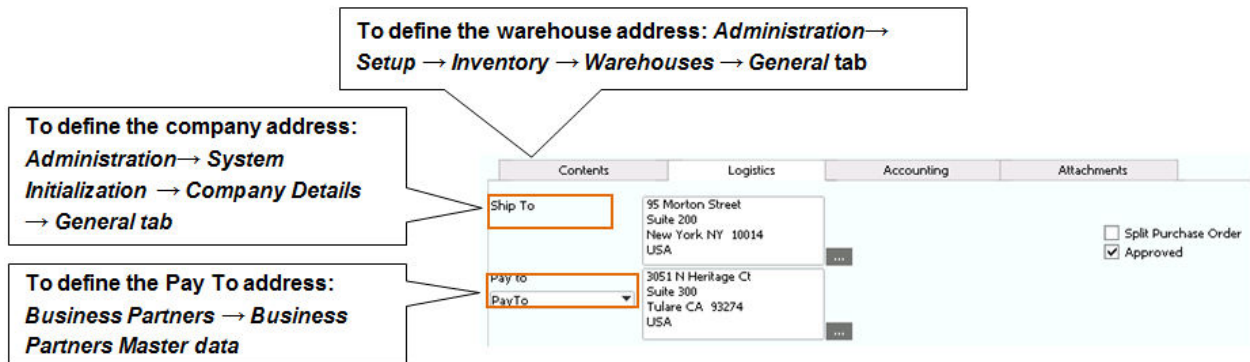 To define the warehouse address: Administration→
Setup → Inventory → Warehouses → General tab
To define the company address:
Administration→ System
Initialization → Company Details
→ General tab
To define the Pay To address:
Business Partners → Business
Partners Master data
Contents
Logistics
Accounting
Attachments
Ship To
95 Morton Street
Suite 200
New York NY 10014
USA
...
Split Purchase Order
Approved
Pay to
PayTo
3051 N Heritage Ct
Suite 300
Tulare CA 93274
USA
...